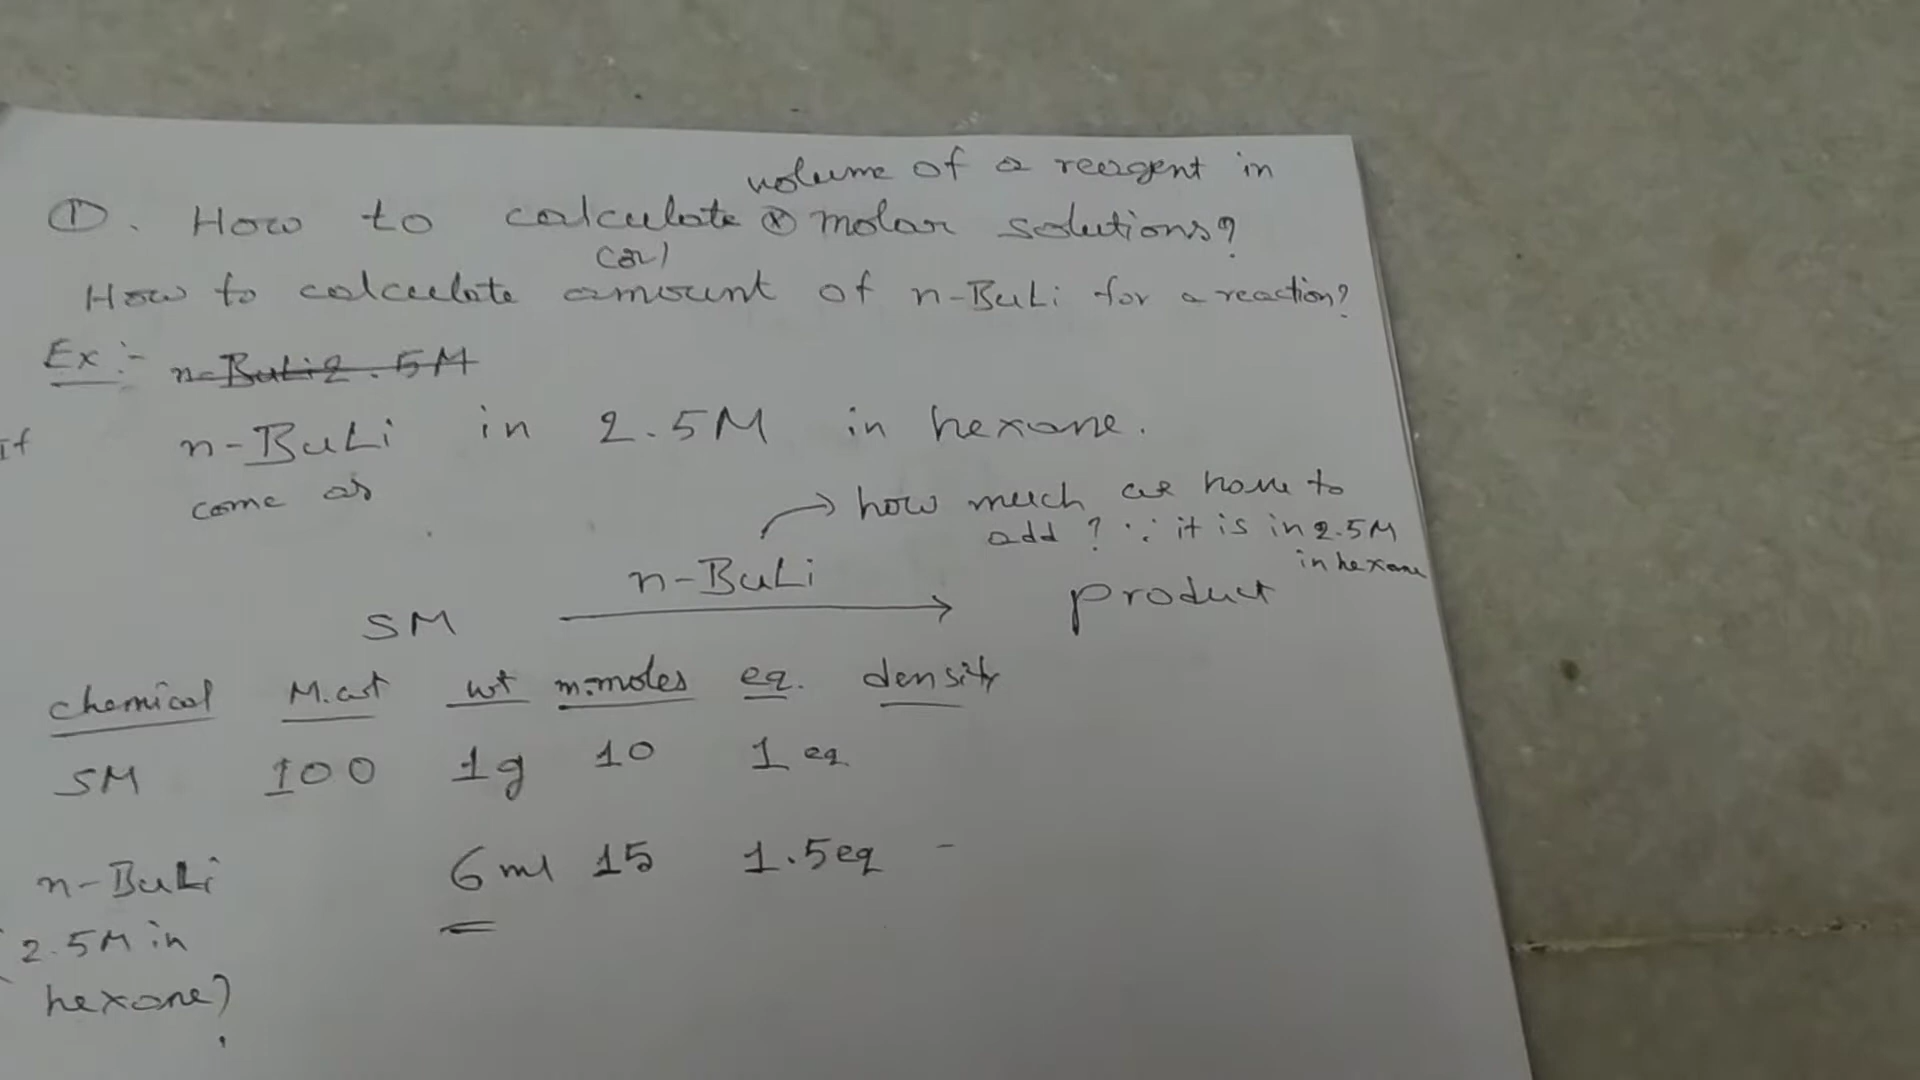 volume of a reagent in
①. How to calculate ⓧ molar solutions?
(or)
How to calculate amount of n-BuLi for a reaction?
Ex:- n-BuLi 2.5M
If n-BuLi in 2.5M in hexane.
come as
→ how much we have to
add? ∵ it is in 2.5M
in hexane
SM n-BuLi → product
chemical M.wt wt m.moles eq. density
SM 100 1g 10 1 eq
n-BuLi 6 ml 15 1.5eq -
(2.5M in
hexane)